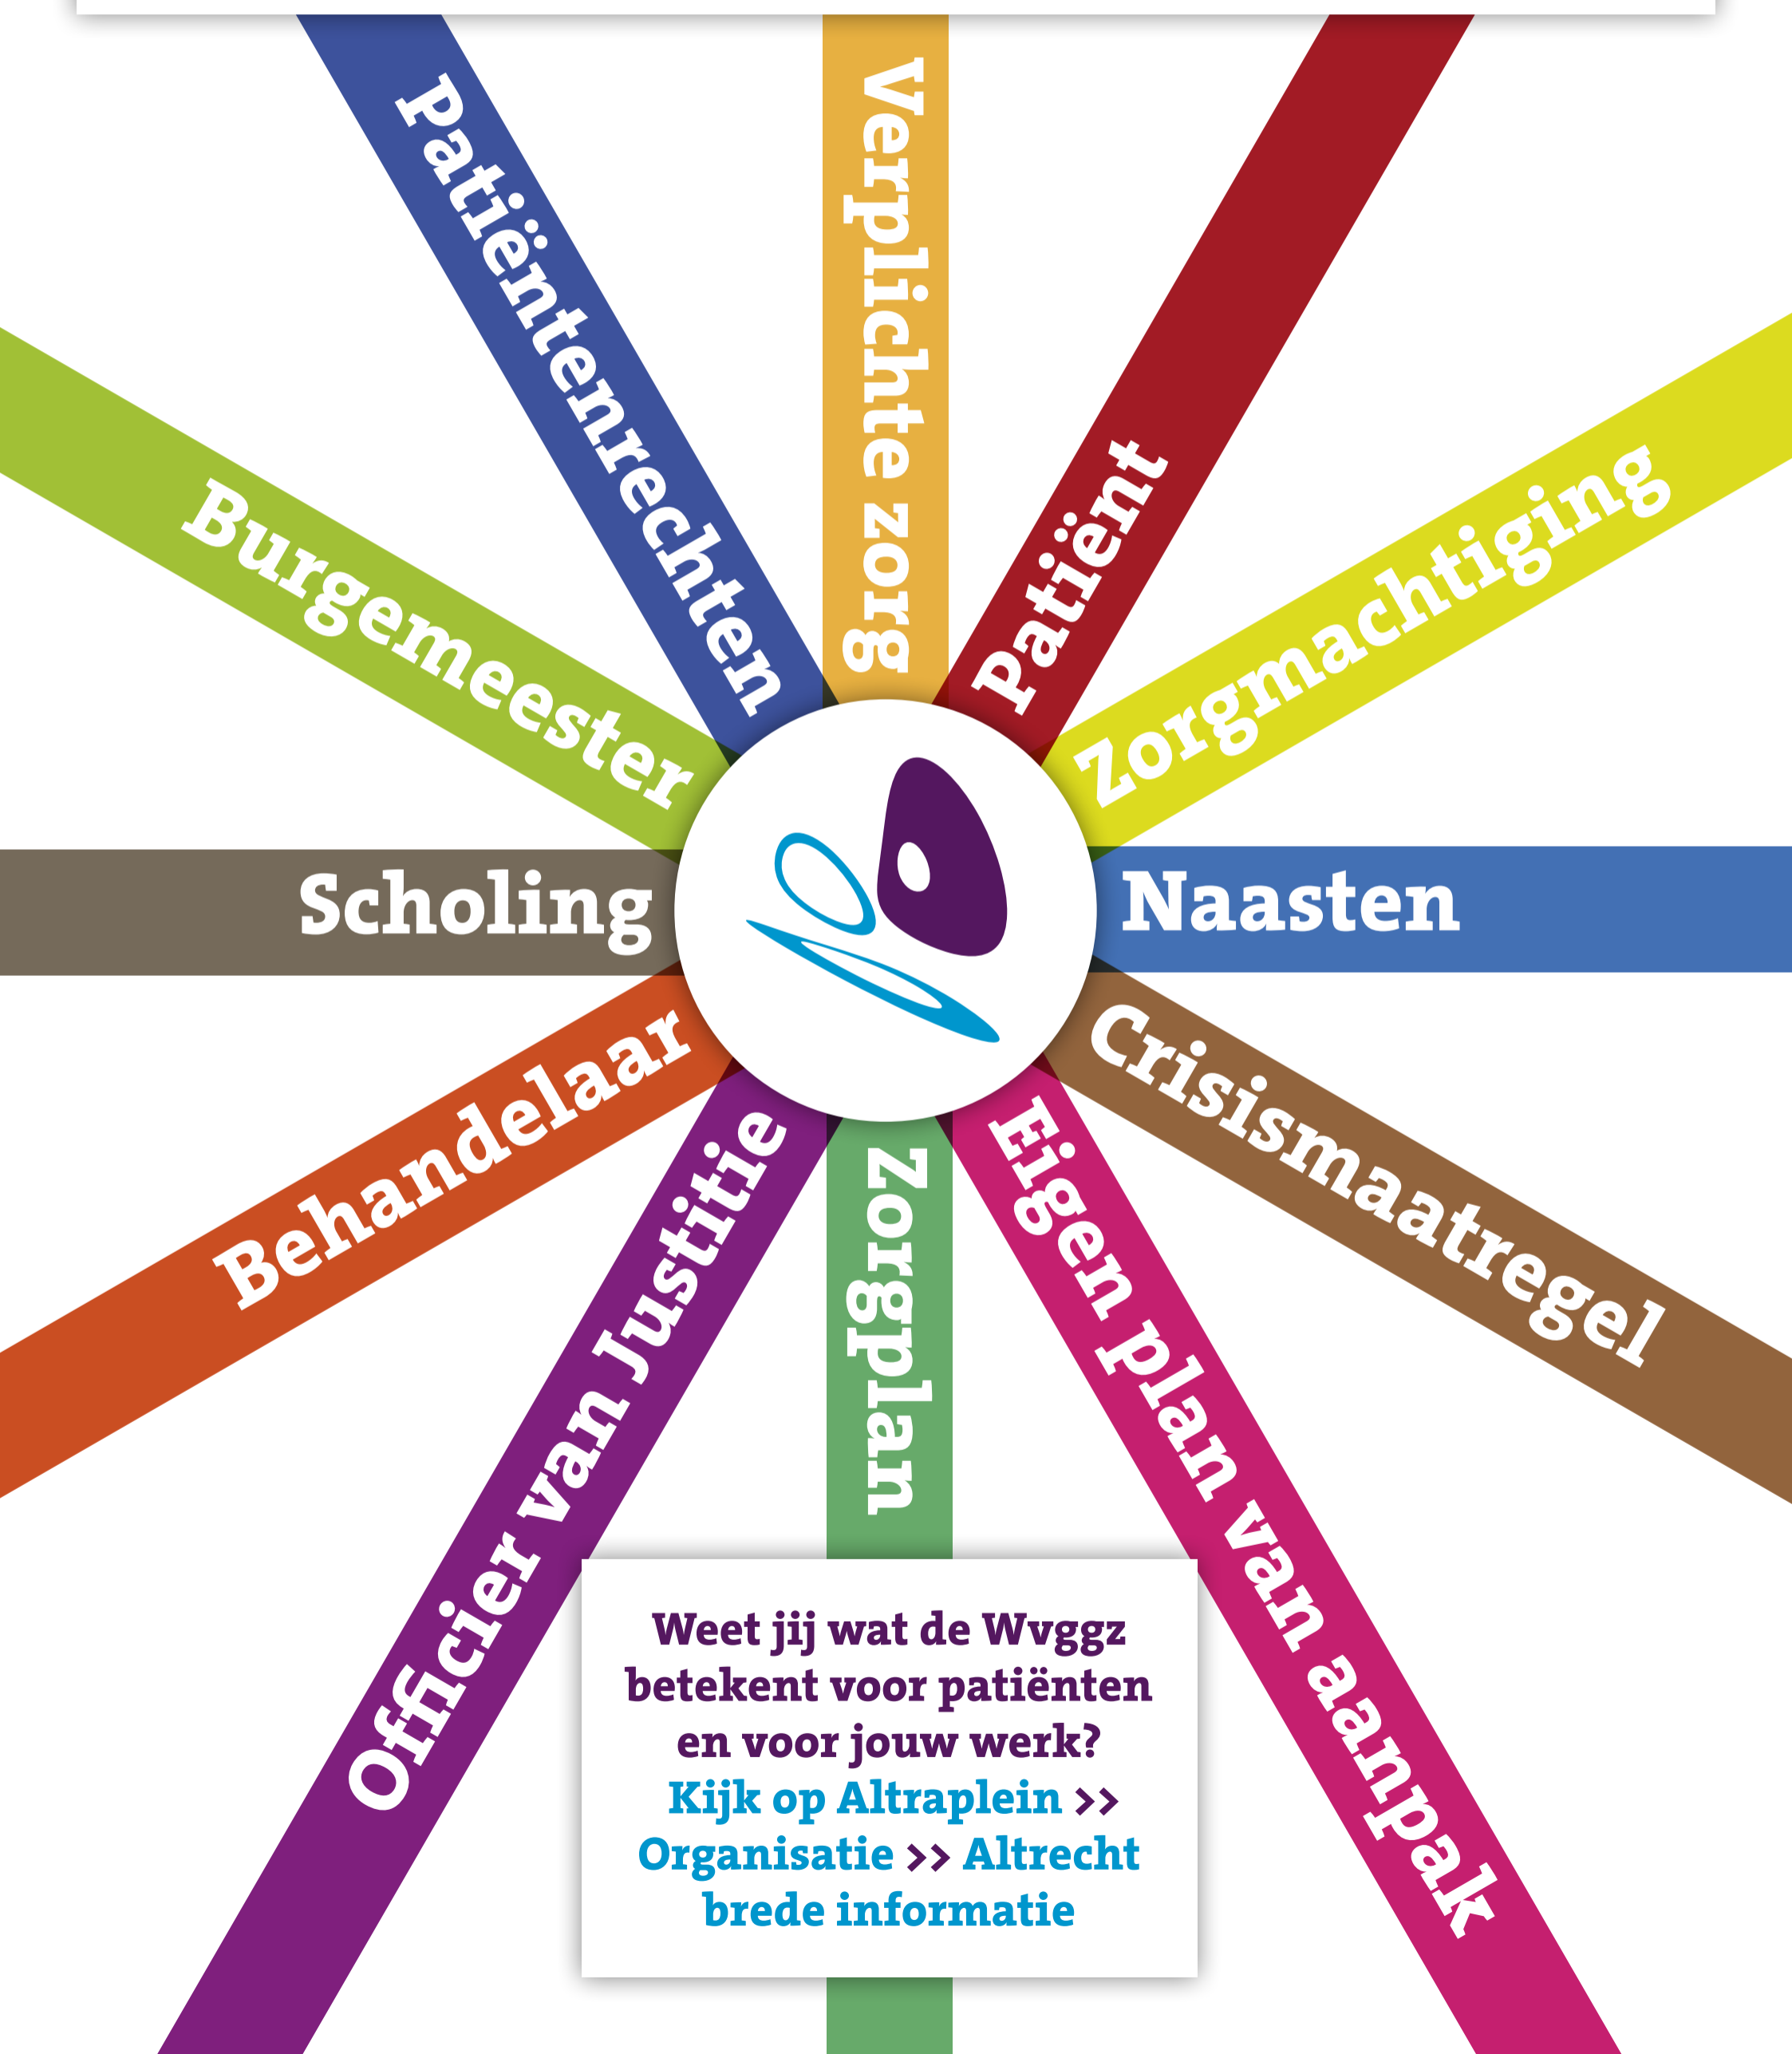 Patiëntenrechten
Verplichte zorg
Patiënt
Zorgmachtiging
Burgemeester
Scholing
Naasten
Behandelaar
Crisismaatregel
Officier van Justitie
Zorgplan
Eigen plan van aanpak
Weet jij wat de Wvggz
betekent voor patiënten
en voor jouw werk?
Kijk op Altraplein >>
Organisatie >> Altrecht
brede informatie